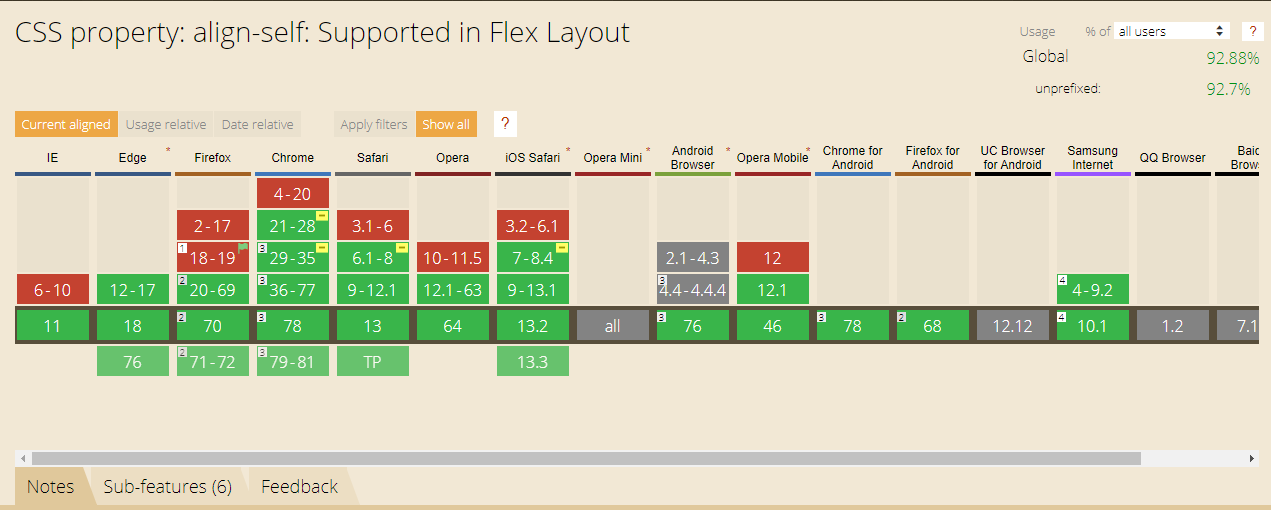 CSS property: align-self: Supported in Flex Layout
Usage % of all users ?
Global 92.88%
unprefixed: 92.7%
Current aligned Usage relative Date relative Apply filters Show all ?
IE Edge * Firefox Chrome Safari Opera iOS Safari * Opera Mini * Android Browser * Opera Mobile * Chrome for Android Firefox for Android UC Browser for Android Samsung Internet QQ Browser Baid Brows
4-20
2-17 21-28 3.1-6 3.2-6.1
1 18-19 3 29-35 6.1-8 10-11.5 7-8.4 2.1-4.3 12
6-10 12-17 2 20-69 3 36-77 9-12.1 12.1-63 9-13.1 3 4.4-4.4.4 12.1 4 4-9.2
11 18 2 70 3 78 13 64 13.2 all 3 76 46 3 78 2 68 12.12 4 10.1 1.2 7.1
76 2 71-72 3 79-81 TP 13.3
Notes Sub-features (6) Feedback